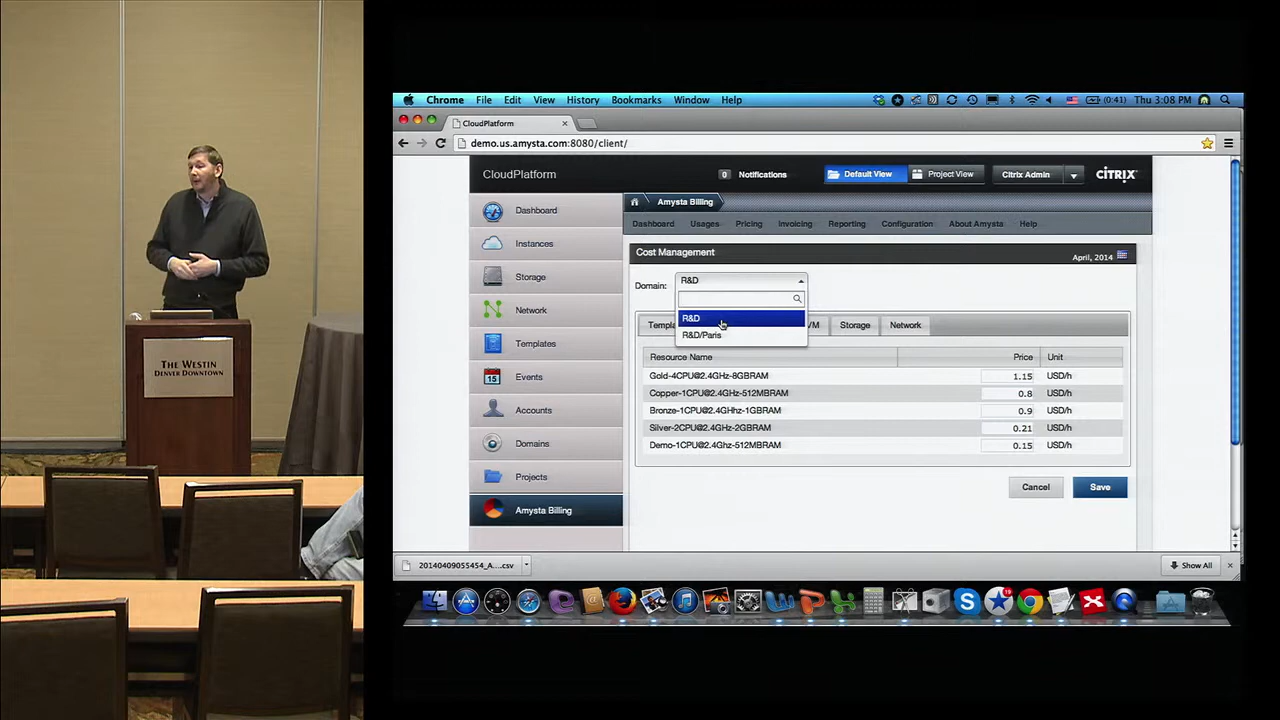 THE WESTIN
DENVER DOWNTOWN
Chrome File Edit View History Bookmarks Window Help
(0:41) Thu 3:08 PM
CloudPlatform
demo.us.amysta.com:8080/client/
CloudPlatform
0 Notifications
Default View
Project View
Citrix Admin
CITRIX
Dashboard
Instances
Storage
Network
Templates
15 Events
Accounts
Domains
Projects
Amysta Billing
Amysta Billing
Dashboard Usages Pricing Invoicing Reporting Configuration About Amysta Help
Cost Management
April, 2014
Domain: R&D
R&D
R&D/Paris
Templa
/M Storage Network
Resource Name Price Unit
Gold-4CPU@2.4GHz-8GBRAM 1.15 USD/h
Copper-1CPU@2.4GHz-512MBRAM 0.8 USD/h
Bronze-1CPU@2.4GHhz-1GBRAM 0.9 USD/h
Silver-2CPU@2.4GHz-2GBRAM 0.21 USD/h
Demo-1CPU@2.4Ghz-512MBRAM 0.15 USD/h
Cancel Save
20140409055454_A....csv
Show All